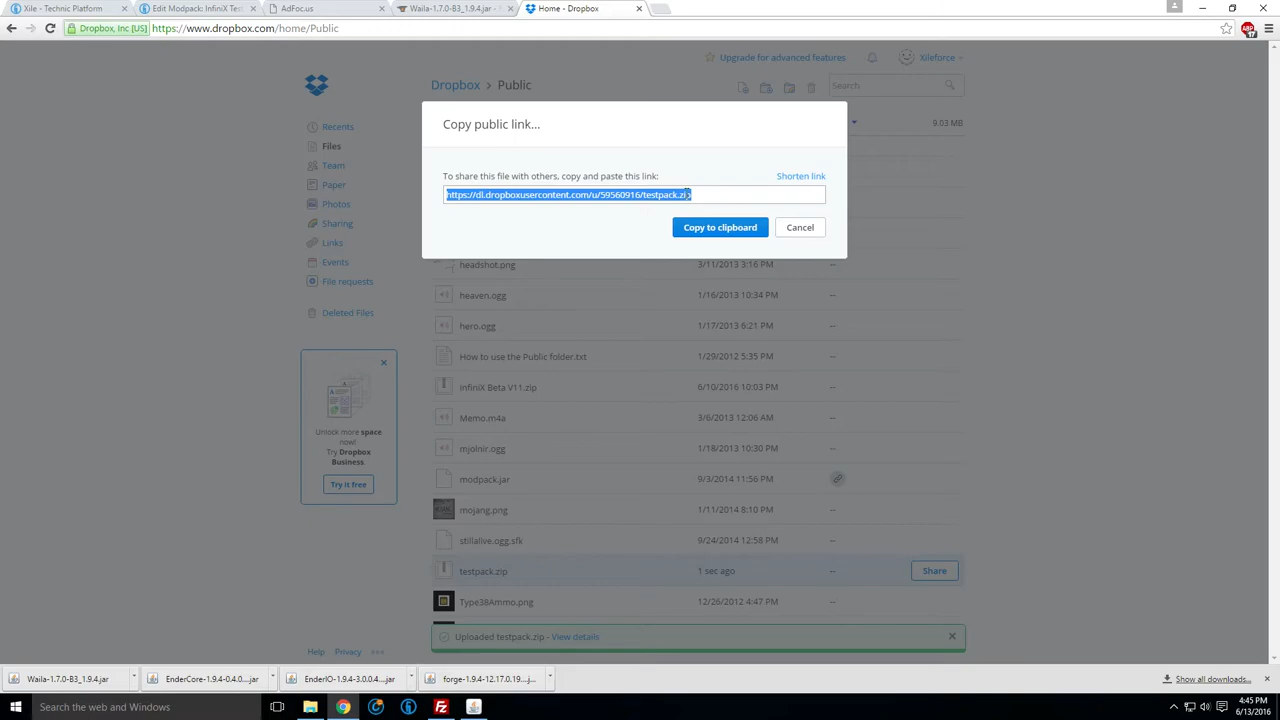 Xile - Technic Platform
Edit Modpack: InfiniX Test
AdFoc.us
Waila-1.7.0-B3_1.9.4.jar
Home - Dropbox
Dropbox, Inc [US]
https://www.dropbox.com/home/Public
ABP
17
Upgrade for advanced features
Xileforce
Dropbox > Public
Search
Copy public link...
9.03 MB
Recents
Files
Team
Paper
Photos
Sharing
Links
Events
File requests
Deleted Files
To share this file with others, copy and paste this link:
Shorten link
https://dl.dropboxusercontent.com/u/59560916/testpack.zip
Copy to clipboard
Cancel
headshot.png 3/11/2013 3:16 PM --
heaven.ogg 1/16/2013 10:34 PM --
hero.ogg 1/17/2013 6:21 PM --
How to use the Public folder.txt 1/29/2012 5:35 PM --
InfiniX Beta V11.zip 6/10/2016 10:03 PM --
Memo.m4a 3/6/2013 12:06 AM --
mjolnir.ogg 1/18/2013 10:30 PM --
modpack.jar 9/3/2014 11:56 PM
mojang.png 1/11/2014 8:10 PM --
stillalive.ogg.sfk 9/24/2014 12:58 PM --
testpack.zip 1 sec ago -- Share
Type38Ammo.png 12/26/2012 4:47 PM --
Unlock more space
now!
Try Dropbox
Business.
Try it free
Uploaded testpack.zip - View details
Help Privacy
Waila-1.7.0-B3_1.9.4.jar
EnderCore-1.9.4-0.4.0....jar
EnderIO-1.9.4-3.0.0.4....jar
forge-1.9.4-12.17.0.19....j...
Show all downloads...
Search the web and Windows
4:45 PM
6/13/2016